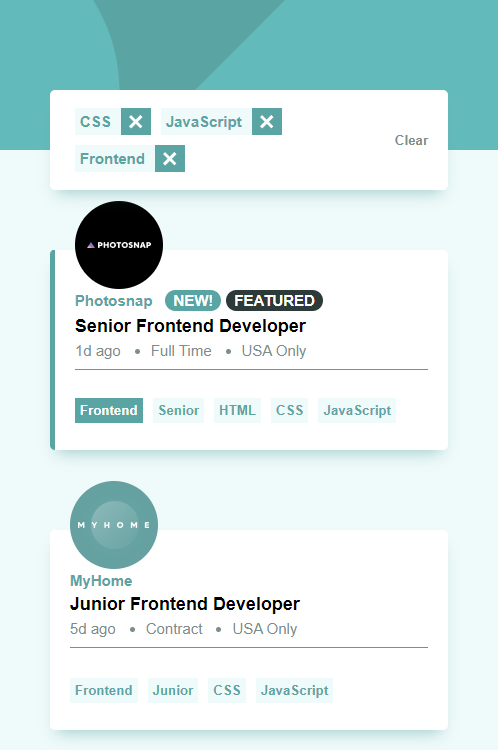 CSS JavaScript
Clear
Frontend
PHOTOSNAP
Photosnap NEW! FEATURED
Senior Frontend Developer
1d ago • Full Time • USA Only
Frontend Senior HTML CSS JavaScript
MYHOME
MyHome
Junior Frontend Developer
5d ago • Contract • USA Only
Frontend Junior CSS JavaScript